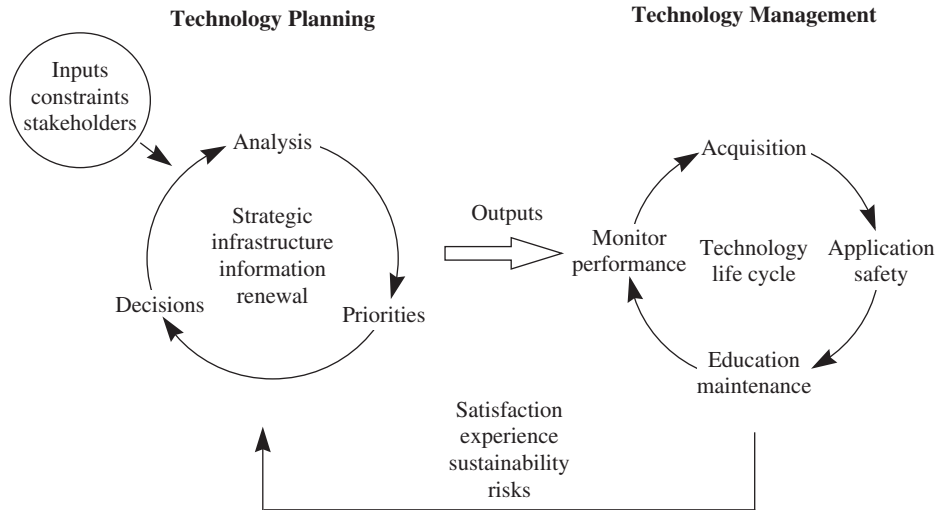 Technology Planning
Technology Management
Inputs
constraints
stakeholders
Analysis
Strategic
infrastructure
information
renewal
Decisions
Priorities
Outputs
Acquisition
Monitor
performance
Technology
life cycle
Application
safety
Education
maintenance
Satisfaction
experience
sustainability
risks